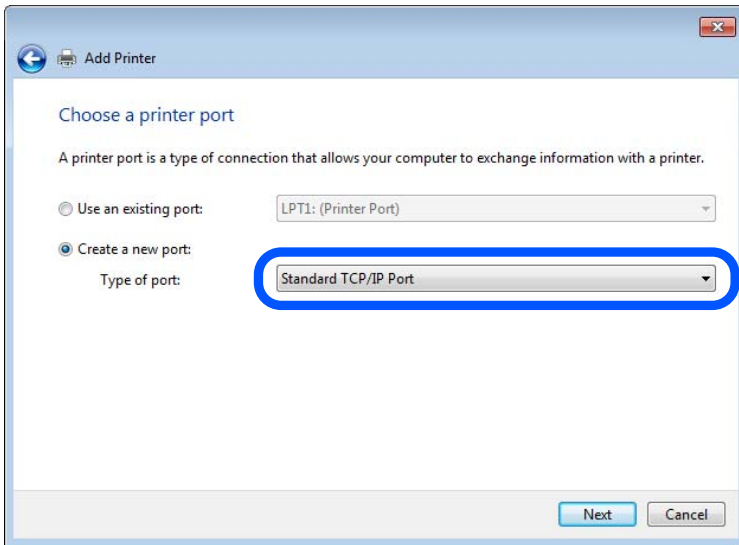 Add Printer
Choose a printer port
A printer port is a type of connection that allows your computer to exchange information with a printer.
Use an existing port: LPT1: (Printer Port)
Create a new port:
Type of port: Standard TCP/IP Port
Next Cancel